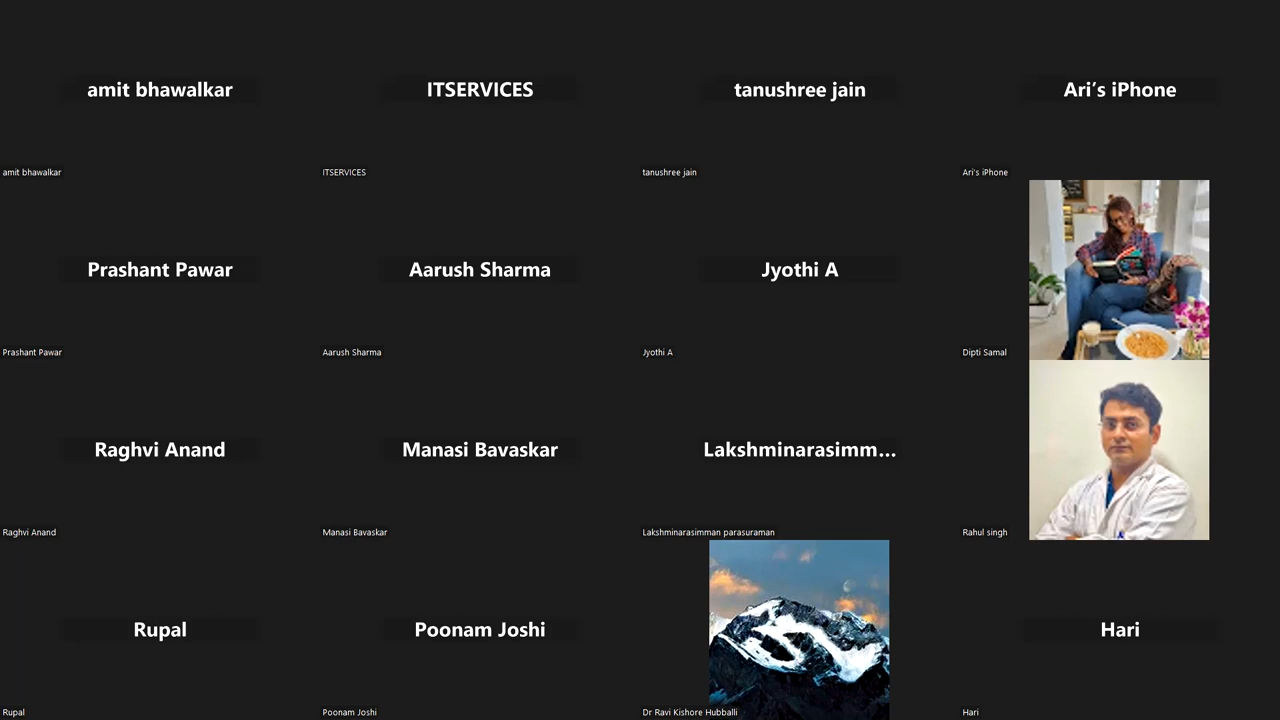 amit bhawalkar
ITSERVICES
tanushree jain
Ari’s iPhone
amit bhawalkar
ITSERVICES
tanushree jain
Ari's iPhone
Prashant Pawar
Aarush Sharma
Jyothi A
Prashant Pawar
Aarush Sharma
Jyothi A
Dipti Samal
Raghvi Anand
Manasi Bavaskar
Lakshminarasimm...
Raghvi Anand
Manasi Bavaskar
Lakshminarasimman parasuraman
Rahul singh
Rupal
Poonam Joshi
Hari
Rupal
Poonam Joshi
Dr Ravi Kishore Hubballi
Hari